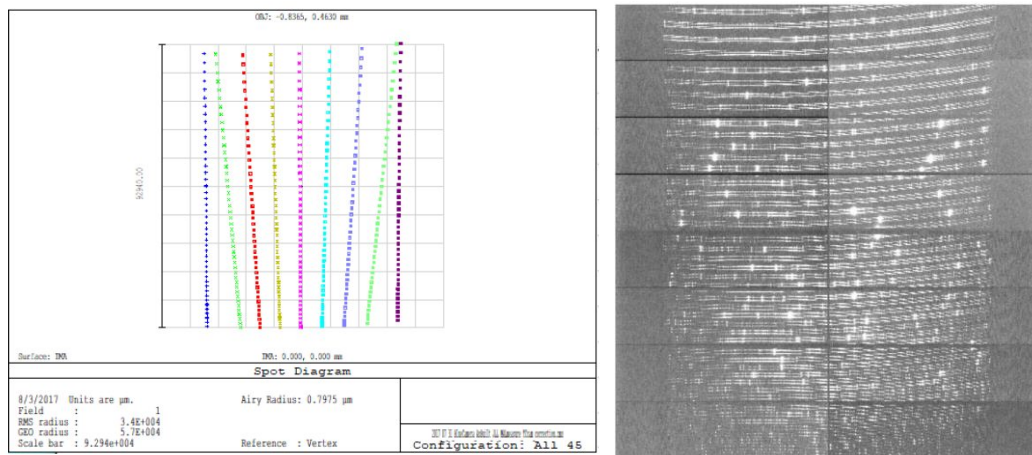 OBJ: -0.8365, 0.4630 mm
92940.00
Surface: IMA
IMA: 0.000, 0.000 mm
Spot Diagram
8/3/2017 Units are µm.
Airy Radius: 0.7975 µm
Field : 1
RMS radius : 3.4E+004
GEO radius : 5.7E+004
Scale bar : 9.294e+004
Reference : Vertex
Configuration: All 45